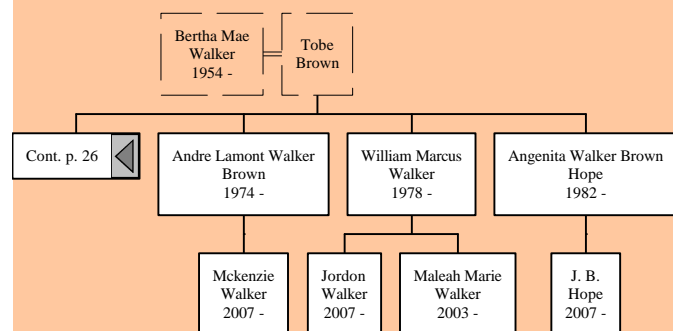 Bertha Mae
Walker
1954 -
Tobe
Brown
Cont. p. 26
Andre Lamont Walker
Brown
1974 -
William Marcus
Walker
1978 -
Angenita Walker Brown
Hope
1982 -
Mckenzie
Walker
2007 -
Jordon
Walker
2007 -
Maleah Marie
Walker
2003 -
J. B.
Hope
2007 -